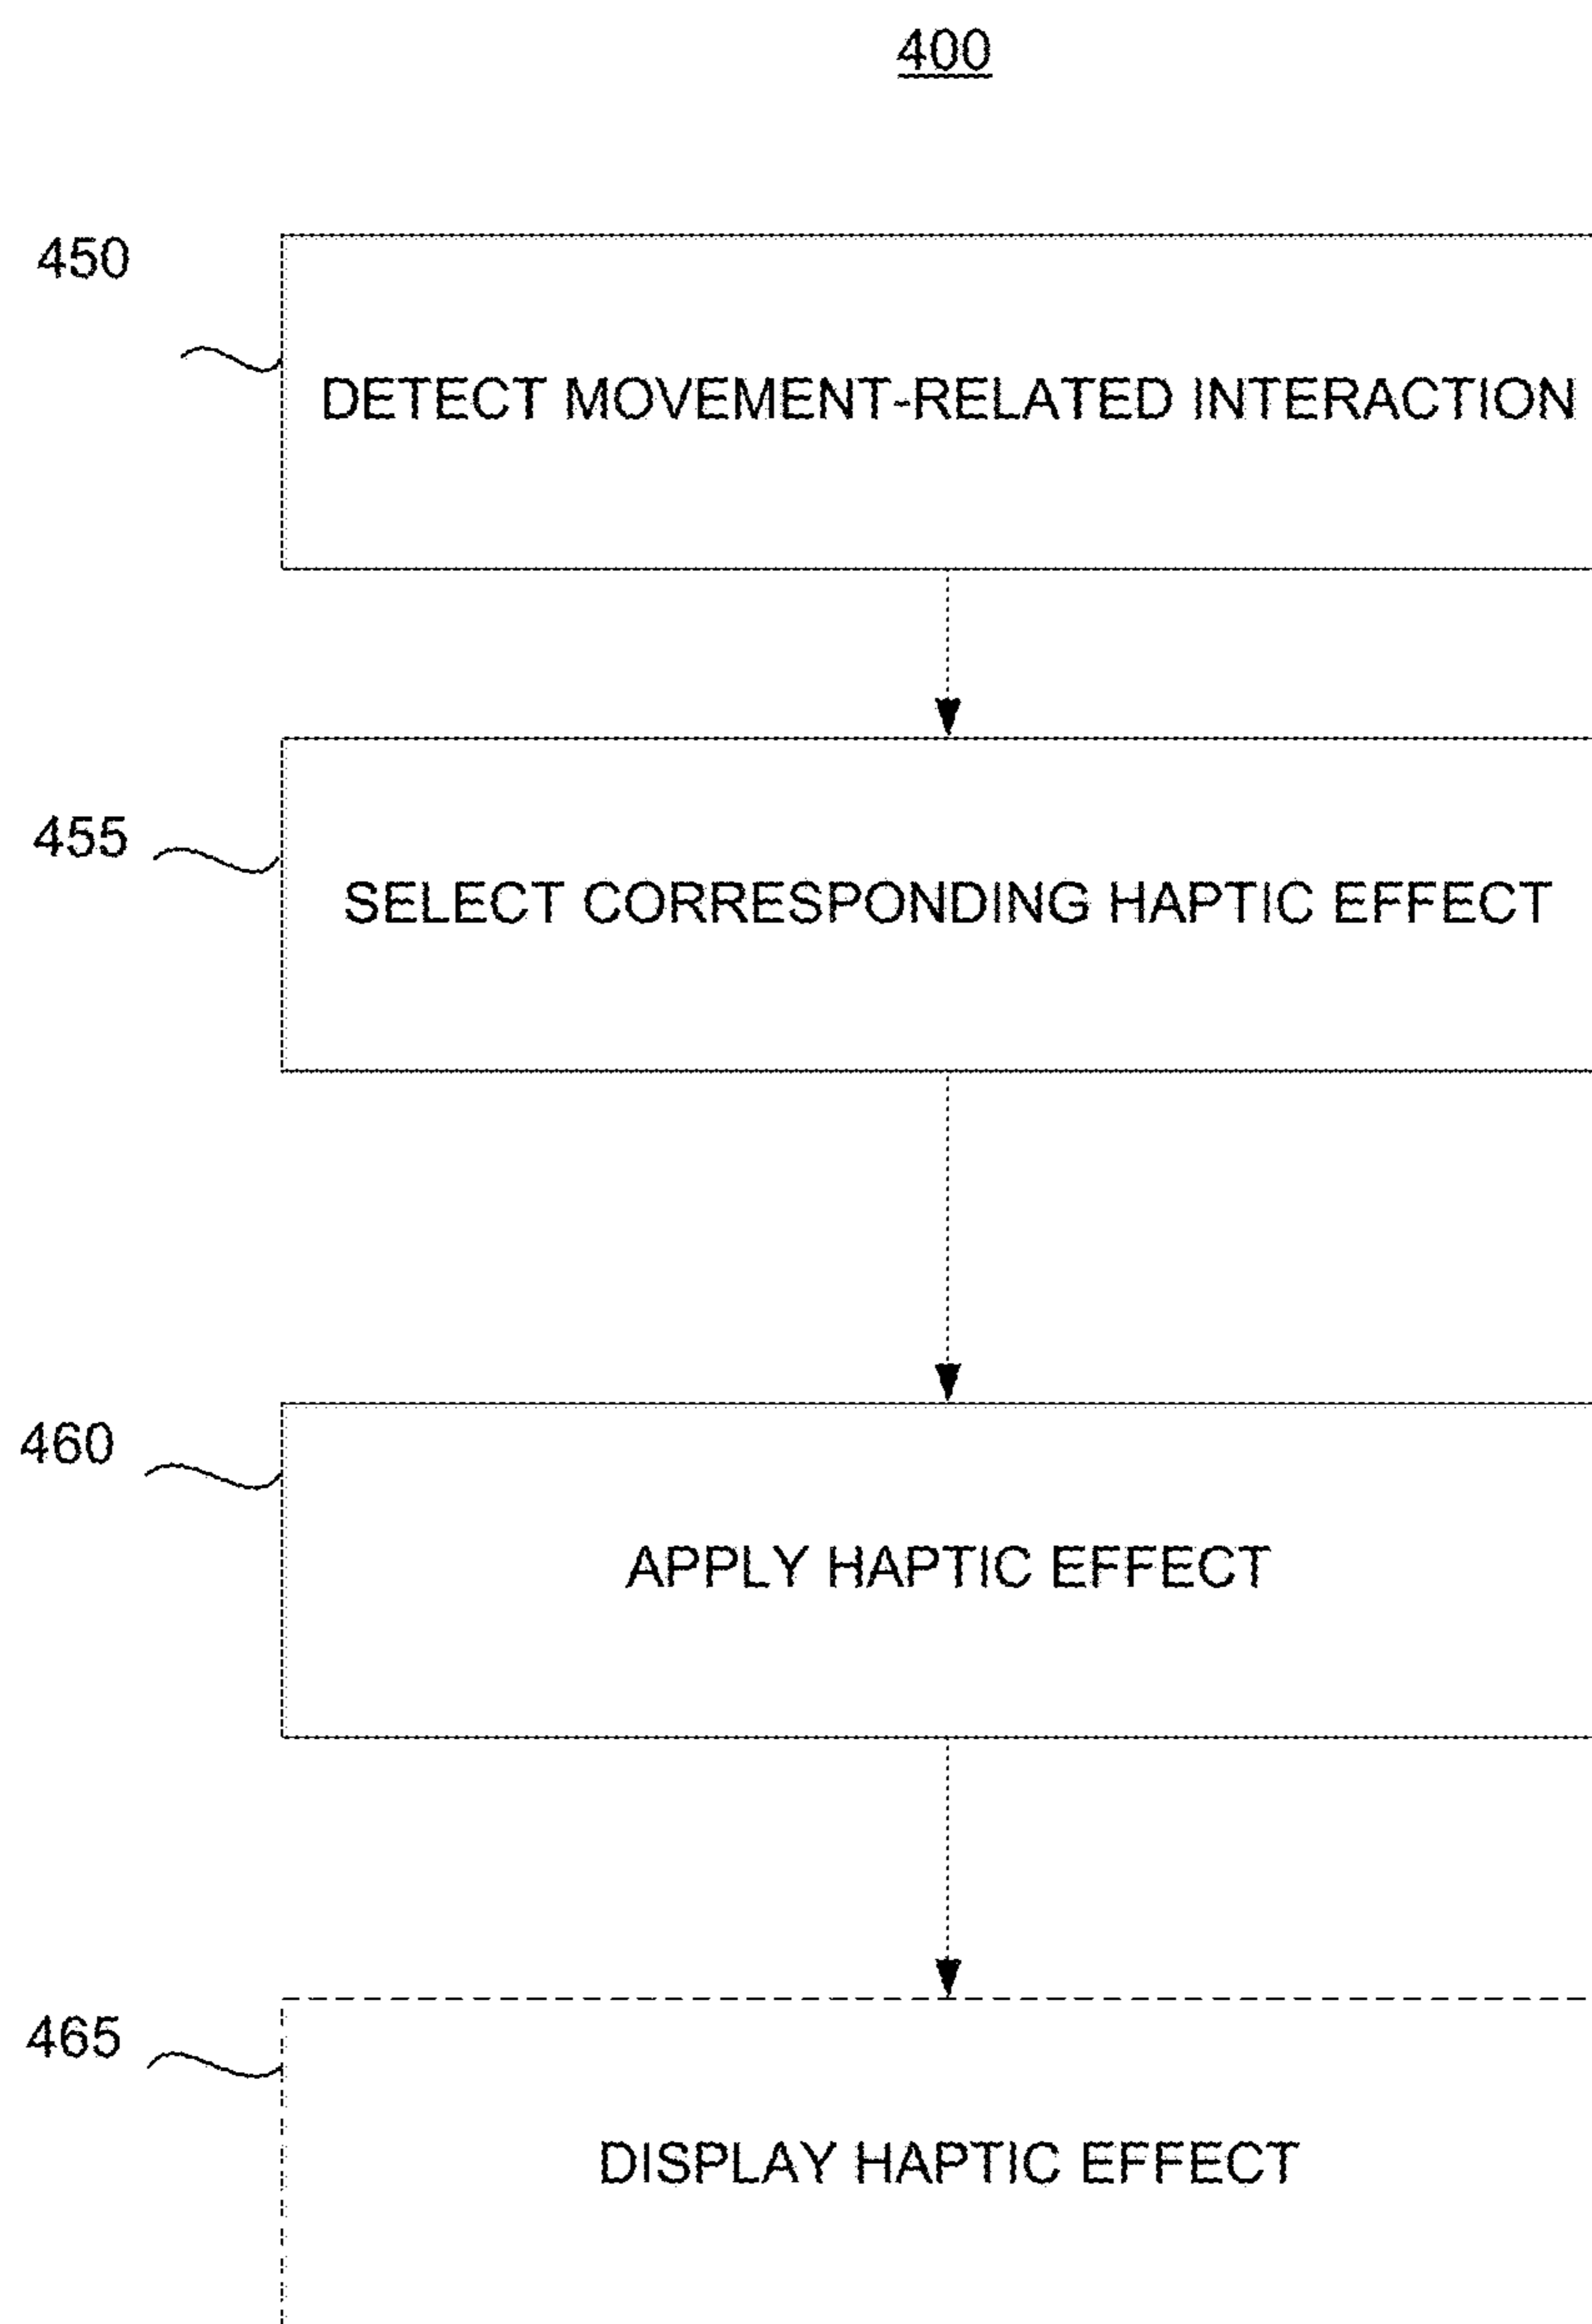 400
450
DETECT MOVEMENT-RELATED INTERACTION
455
SELECT CORRESPONDING HAPTIC EFFECT
460
APPLY HAPTIC EFFECT
465
DISPLAY HAPTIC EFFECT